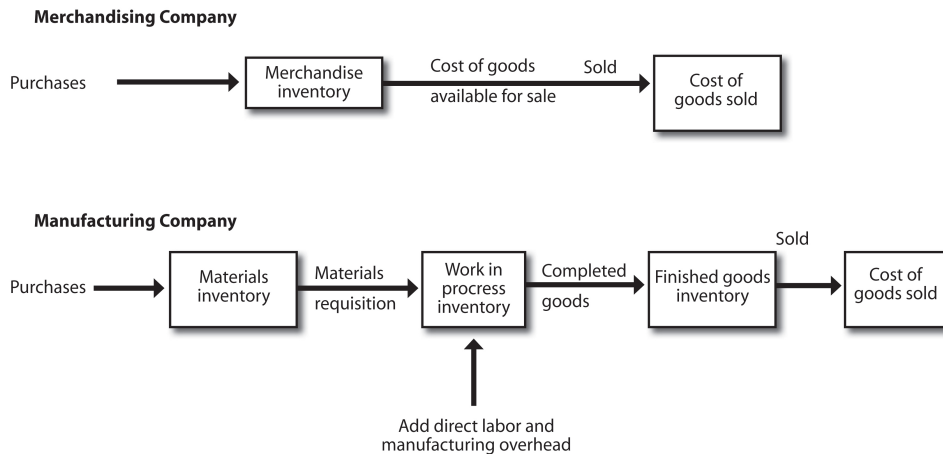 Merchandising Company
Purchases
Merchandise
inventory
Cost of goods
available for sale
Sold
Cost of
goods sold
Manufacturing Company
Purchases
Materials
inventory
Materials
requisition
Work in
procress
inventory
Completed
goods
Finished goods
inventory
Sold
Cost of
goods sold
Add direct labor and
manufacturing overhead